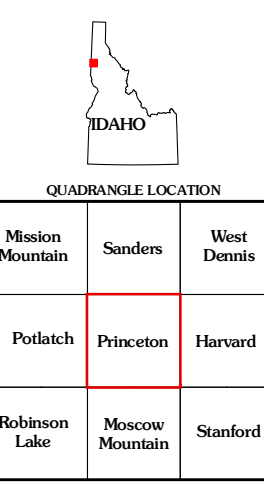 IDAHO
QUADRANGLE LOCATION
Mission
Mountain
Sanders
West
Dennis
Potlatch
Princeton
Harvard
Robinson
Lake
Moscow
Mountain
Stanford